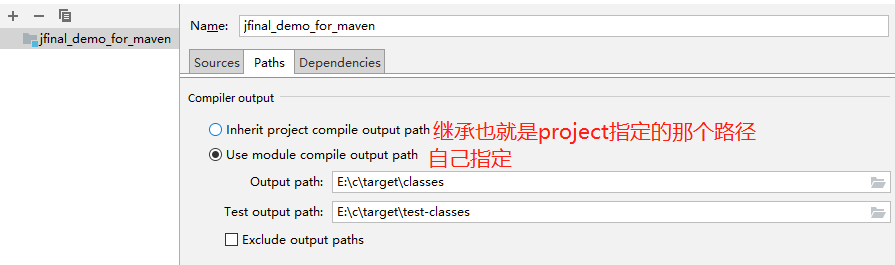 Name: jfinal_demo_for_maven
jfinal_demo_for_maven
Sources Paths Dependencies
Compiler output
Inherit project compile output path 继承也就是project指定的那个路径
Use module compile output path 自己指定
Output path: E:\c\target\classes
Test output path: E:\c\target\test-classes
Exclude output paths